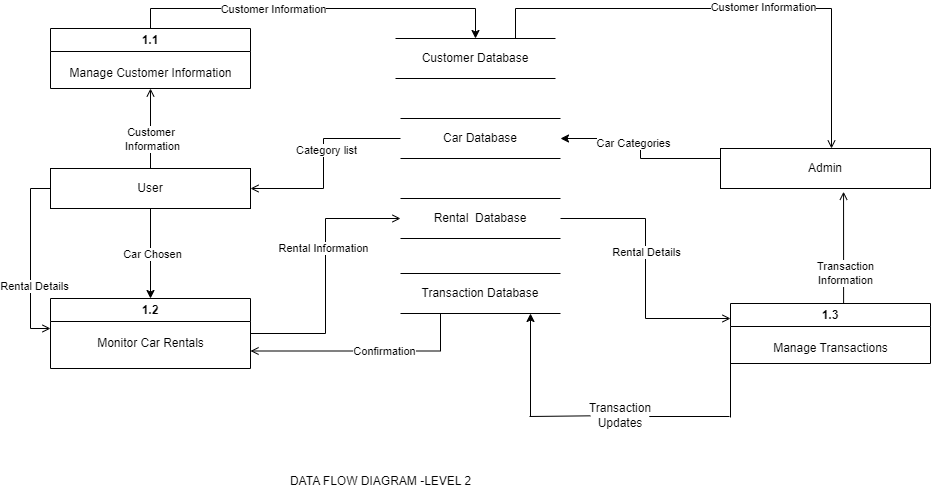 Customer Information
Customer Information
1.1
Manage Customer Information
Customer Database
Customer
Information
Car Database
Category list
Car Categories
Admin
User
Rental  Database
Rental Information
Rental Details
Car Chosen
Rental Details
Transaction
Information
Transaction Database
1.2
Monitor Car Rentals
1.3
Manage Transactions
Confirmation
Transaction
Updates
DATA FLOW DIAGRAM -LEVEL 2